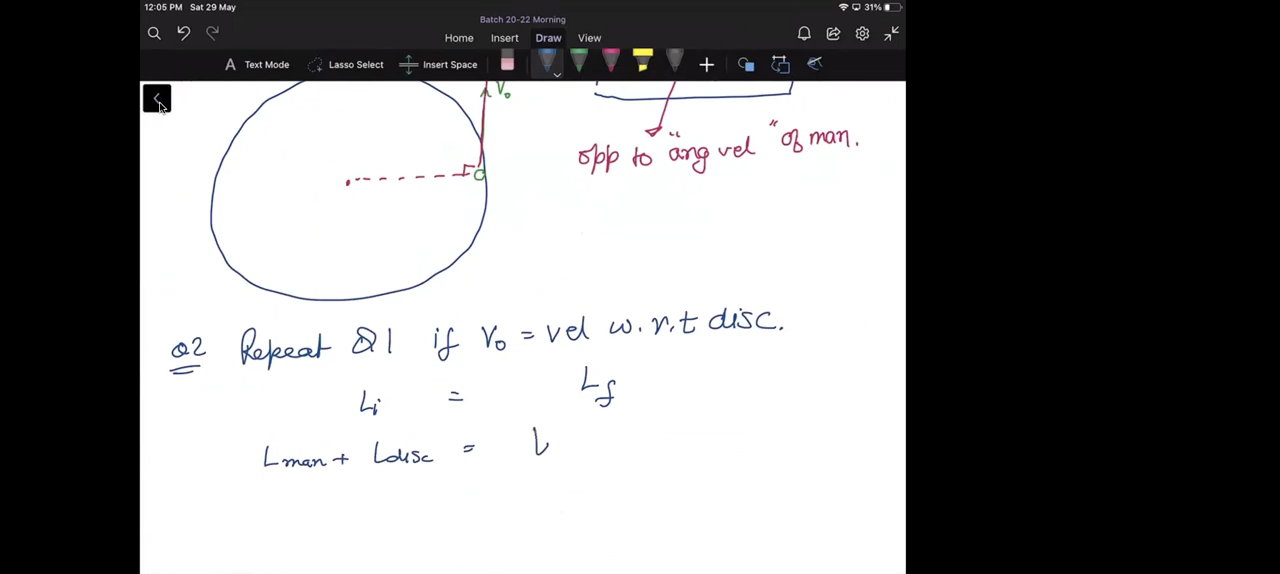 12:05 PM Sat 29 May
31%
Batch 20-22 Morning
Home Insert Draw View
Text Mode Lasso Select Insert Space
V₀
opp to "ang vel" of man.
Q2 Repeat Q1 if V₀ = vel w.r.t disc.
Li = Lf
Lman + Ldisc = L